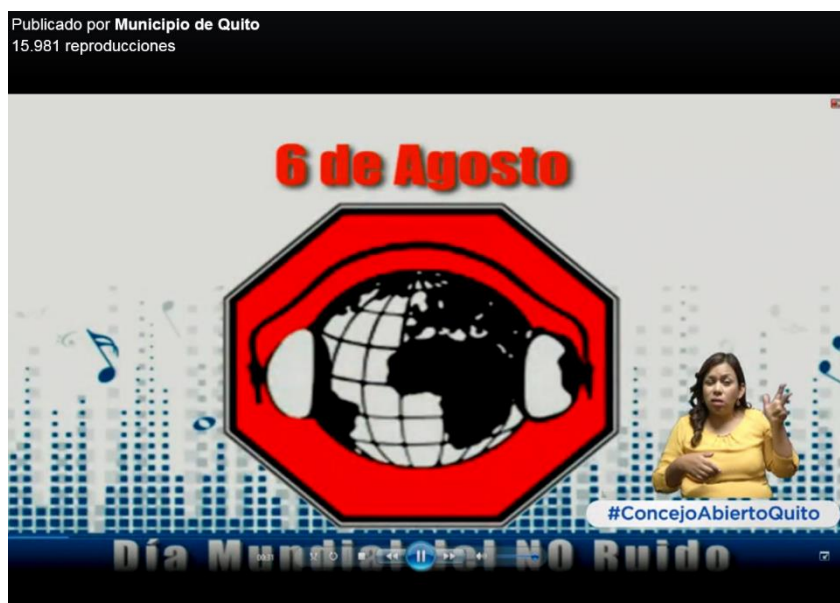 Publicado por Municipio de Quito
15.981 reproducciones
6 de Agosto
#ConcejoAbiertoQuito
Día Mundial del NO Ruido